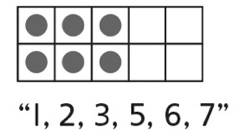 “1, 2, 3, 5, 6, 7”